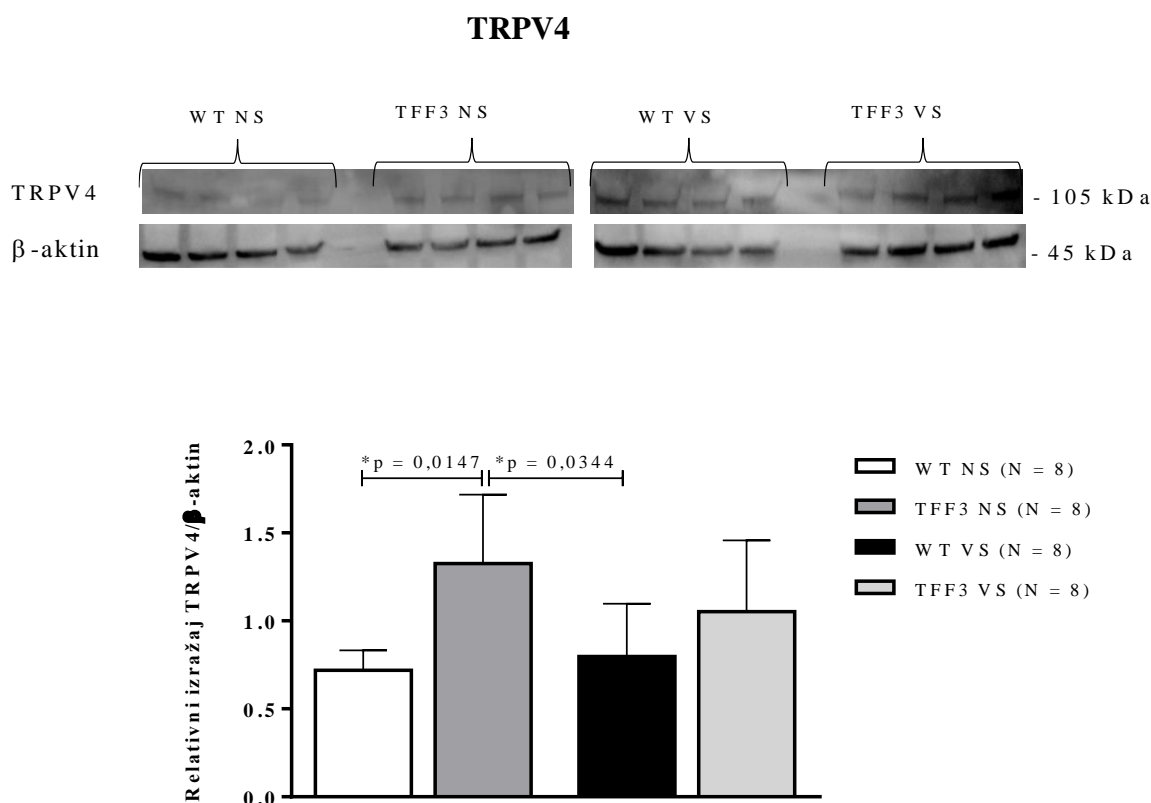 TRPV4
WT NS
TFF3 NS
WT VS
TFF3 VS
TRPV4
- 105 kDa
β-aktin
- 45 kDa
Relativni izražaj TRPV4/β-aktin
2.0
1.5
1.0
0.5
0.0
*p = 0,0147
*p = 0,0344
WT NS (N = 8)
TFF3 NS (N = 8)
WT VS (N = 8)
TFF3 VS (N = 8)